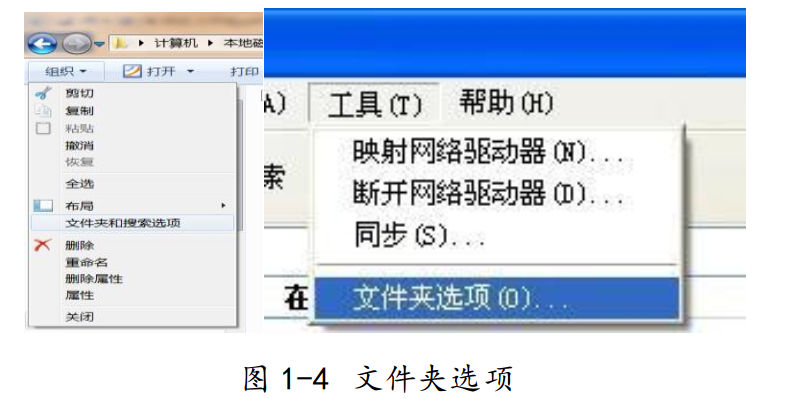 计算机 ▸ 本地磁
组织 打开 打印
剪切
复制
粘贴
撤消
恢复
全选
布局
文件夹和搜索选项
删除
重命名
删除属性
属性
关闭
A) 工具(T) 帮助(H)
索
映射网络驱动器(N)...
断开网络驱动器(D)...
同步(S)...
在
文件夹选项(O)...
图 1-4 文件夹选项